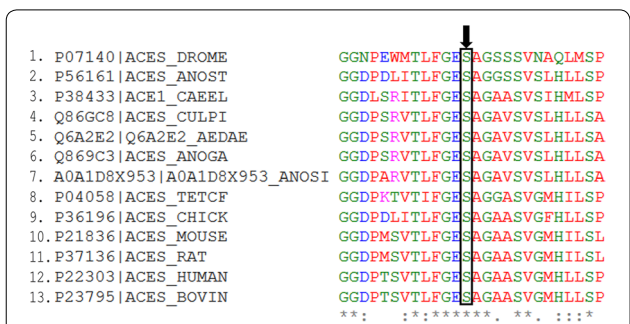 1. P07140|ACES_DROME GGNPEWMTLFGESAGSSSVNAQLMSP
2. P56161|ACES_ANOST GGDPDLITLFGESAGGSSVSLHLLSP
3. P38433|ACE1_CAEEL GGDLSRITLFGESAGAASVSIHMLSP
4. Q86GC8|ACES_CULPI GGDPSRVTLFGESAGAVSVSLHLLSA
5. Q6A2E2|Q6A2E2_AEDAE GGDPSRVTLFGESAGAVSVSLHLLSA
6. Q869C3|ACES_ANOGA GGDPSRVTLFGESAGAVSVSLHLLSA
7. A0A1D8X953|A0A1D8X953_ANOSI GGDPARVTLFGESAGAVSVSLHLLSA
8. P04058|ACES_TETCF GGDPKTVTIFGESAGGASVGMHILSP
9. P36196|ACES_CHICK GGDPDLITLFGESAGAASVGFHLLSP
10. P21836|ACES_MOUSE GGDPMSVTLFGESAGAASVGMHILSL
11. P37136|ACES_RAT GGDPMSVTLFGESAGAASVGMHILSL
12. P22303|ACES_HUMAN GGDPTSVTLFGESAGAASVGMHLLSP
13. P23795|ACES_BOVIN GGDPTSVTLFGESAGAASVGMHLLSP
**: :*:****** . **. :::*